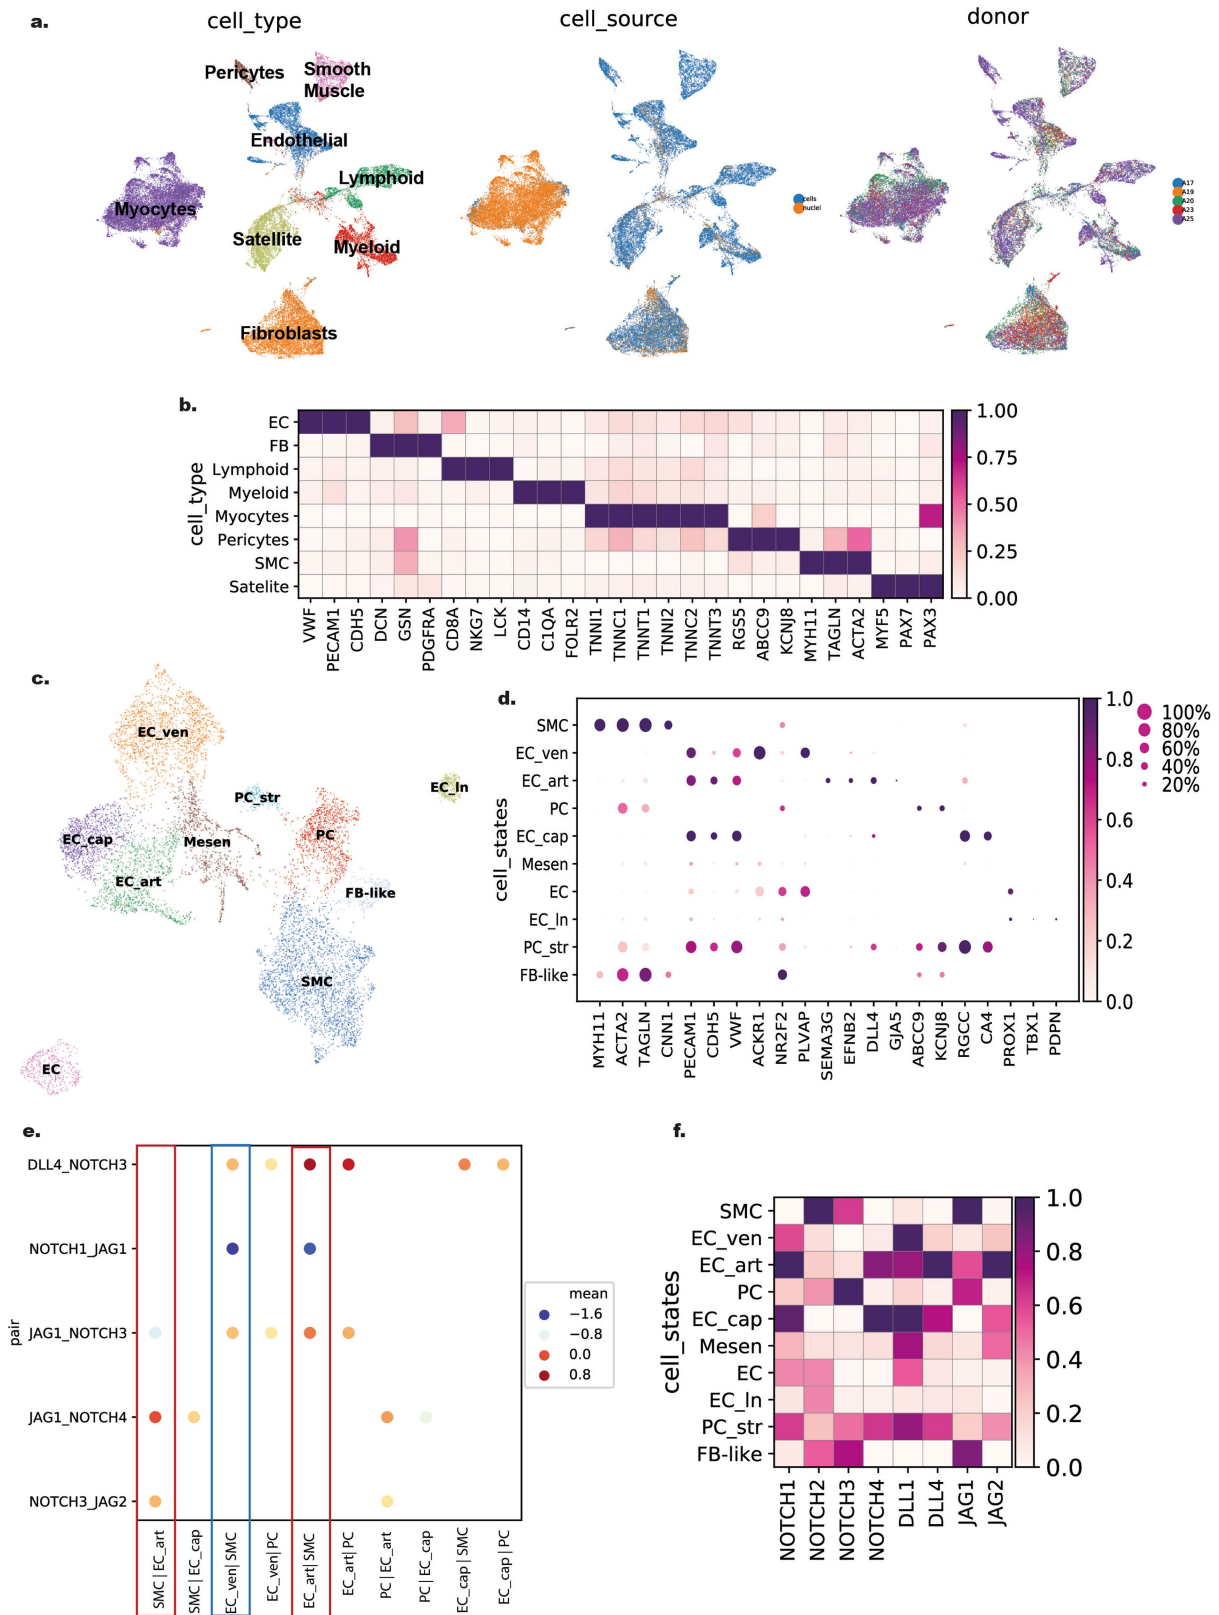 a.
cell_type
cell_source
donor
Pericytes
Smooth
Muscle
Endothelial
Lymphoid
Myocytes
Satellite
Myeloid
Fibroblasts
cells
nuclei
A17
A19
A20
A23
A25
b.
cell_type
EC
FB
Lymphoid
Myeloid
Myocytes
Pericytes
SMC
Satelite
VWF
PECAM1
CDH5
DCN
GSN
PDGFRA
CD8A
NKG7
LCK
CD14
C1QA
FOLR2
TNNI1
TNNC1
TNNT1
TNNI2
TNNC2
TNNT3
RGS5
ABCC9
KCNJ8
MYH11
TAGLN
ACTA2
MYF5
PAX7
PAX3
1.00
0.75
0.50
0.25
0.00
c.
EC_ven
EC_ln
PC_str
EC_cap
Mesen
PC
EC_art
FB-like
SMC
EC
d.
cell_states
SMC
EC_ven
EC_art
PC
EC_cap
Mesen
EC
EC_ln
PC_str
FB-like
MYH11
ACTA2
TAGLN
CNN1
PECAM1
CDH5
VWF
ACKR1
NR2F2
PLVAP
SEMA3G
EFNB2
DLL4
GJA5
ABCC9
KCNJ8
RGCC
CA4
PROX1
TBX1
PDPN
1.0
0.8
0.6
0.4
0.2
0.0
100%
80%
60%
40%
20%
e.
pair
DLL4_NOTCH3
NOTCH1_JAG1
JAG1_NOTCH3
JAG1_NOTCH4
NOTCH3_JAG2
SMC | EC_art
SMC | EC_cap
EC_ven| SMC
EC_ven|PC
EC_art| SMC
EC_art| PC
PC | EC_art
PC | EC_cap
EC_cap | SMC
EC_cap | PC
mean
−1.6
−0.8
0.0
0.8
f.
cell_states
SMC
EC_ven
EC_art
PC
EC_cap
Mesen
EC
EC_ln
PC_str
FB-like
NOTCH1
NOTCH2
NOTCH3
NOTCH4
DLL1
DLL4
JAG1
JAG2
1.0
0.8
0.6
0.4
0.2
0.0